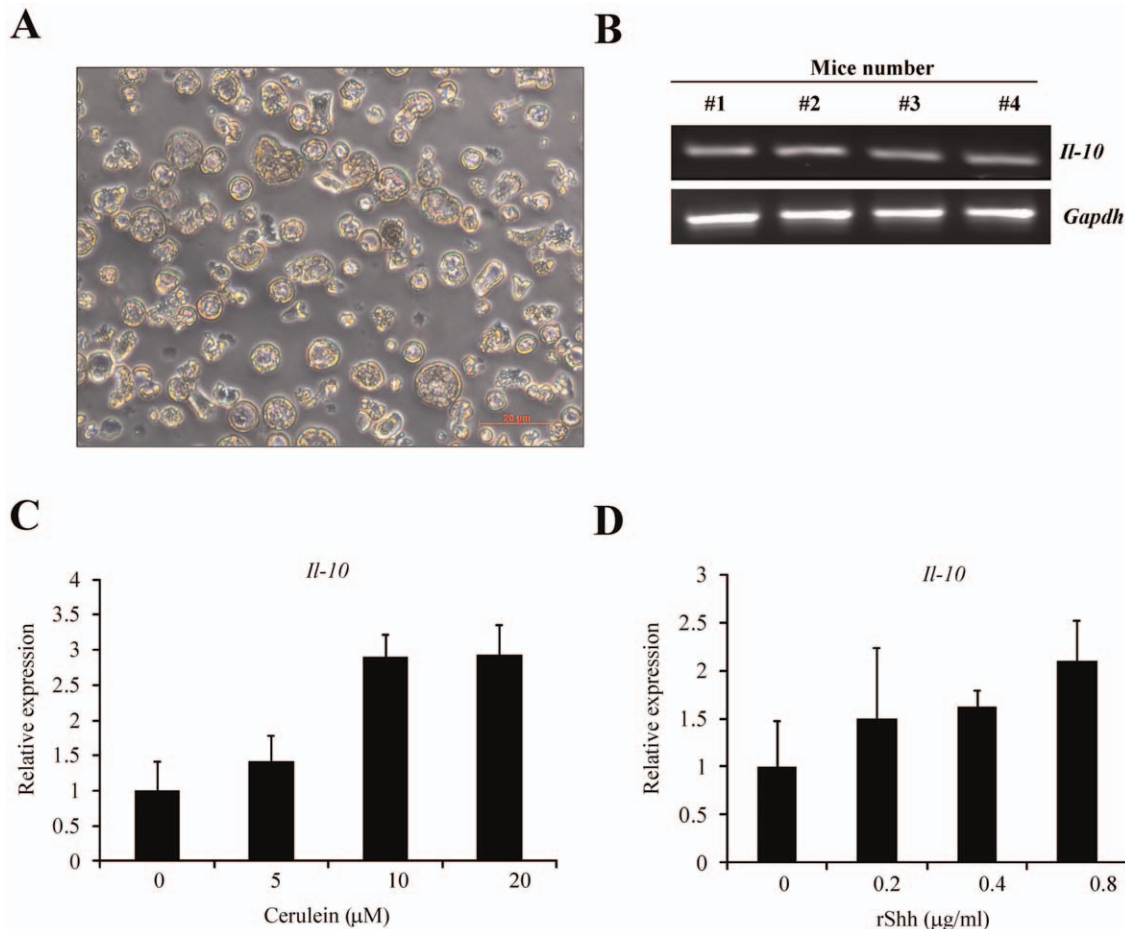 A
20 μm
B
Mice number
#1 #2 #3 #4
Il-10
Gapdh
C
Il-10
Relative expression
4
3.5
3
2.5
2
1.5
1
0.5
0
0 5 10 20
Cerulein (μM)
D
Il-10
Relative expression
3
2.5
2
1.5
1
0.5
0
0 0.2 0.4 0.8
rShh (μg/ml)